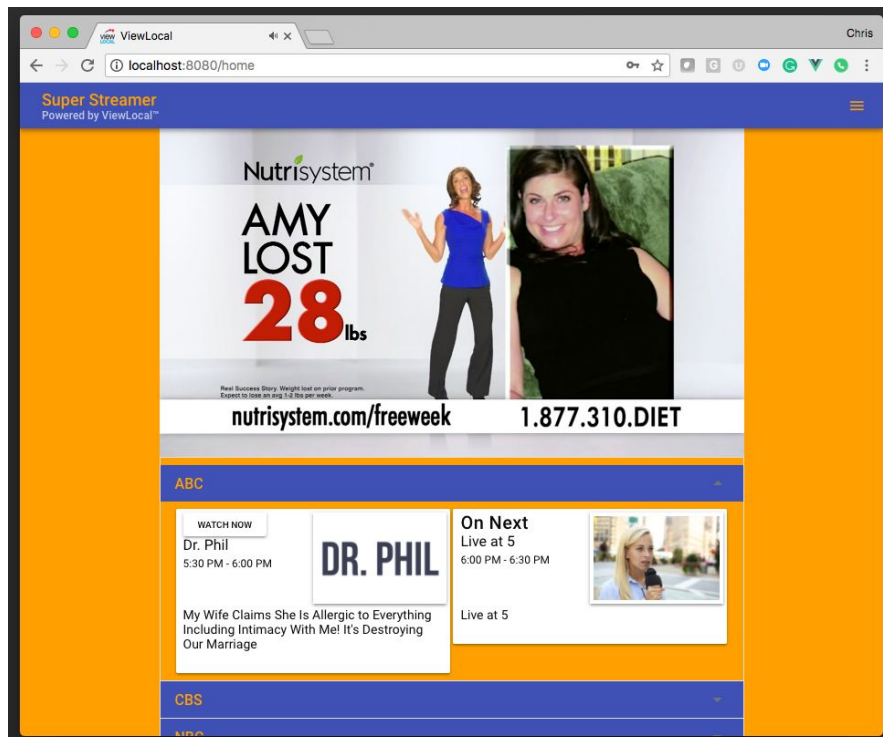 view
LOCAL
ViewLocal
Chris
localhost:8080/home
Super Streamer
Powered by ViewLocal™
Nutrisystem®
AMY
LOST
28lbs
Real Success Story. Weight lost on prior program.
Expect to lose an avg 1-2 lbs per week.
nutrisystem.com/freeweek 1.877.310.DIET
ABC
WATCH NOW
Dr. Phil
5:30 PM - 6:00 PM
DR. PHIL
My Wife Claims She Is Allergic to Everything
Including Intimacy With Me! It's Destroying
Our Marriage
On Next
Live at 5
6:00 PM - 6:30 PM
Live at 5
CBS
NBC